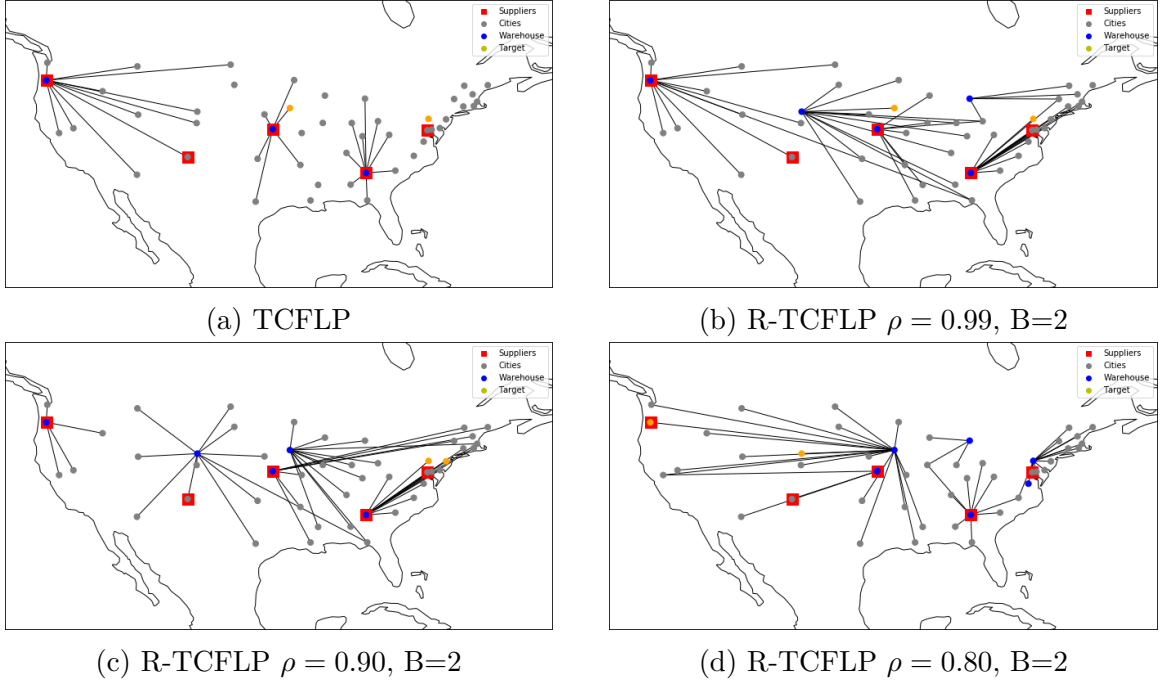 Suppliers
Cities
Warehouse
Target
Suppliers
Cities
Warehouse
Target
(a) TCFLP
(b) R-TCFLP ρ = 0.99, B=2
Suppliers
Cities
Warehouse
Target
Suppliers
Cities
Warehouse
Target
(c) R-TCFLP ρ = 0.90, B=2
(d) R-TCFLP ρ = 0.80, B=2